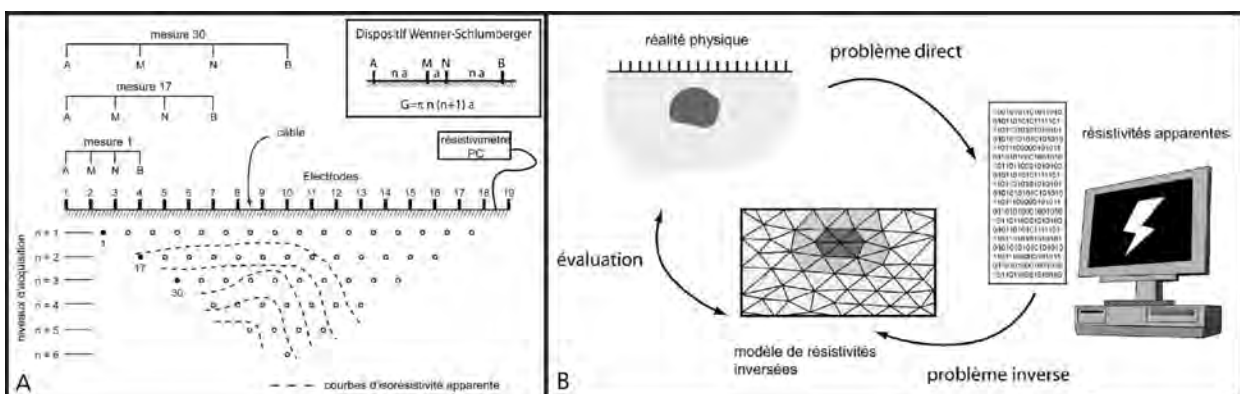 mesure 30
A M N B
mesure 17
A M N B
mesure 1
A M N B
Dispositif Wenner-Schlumberger
A M N B
n a a n a
G=π n (n+1) a
câble
résistivimètre
PC
Electrodes
1 2 3 4 5 6 7 8 9 10 11 12 13 14 15 16 17 18 19
niveaux d'acquisition
n = 1
1
n = 2
17
n = 3
30
n = 4
n = 5
n = 6
courbes d'isorésistivité apparente
A
réalité physique
problème direct
résistivités apparentes
évaluation
modèle de résistivités
inversées
problème inverse
B